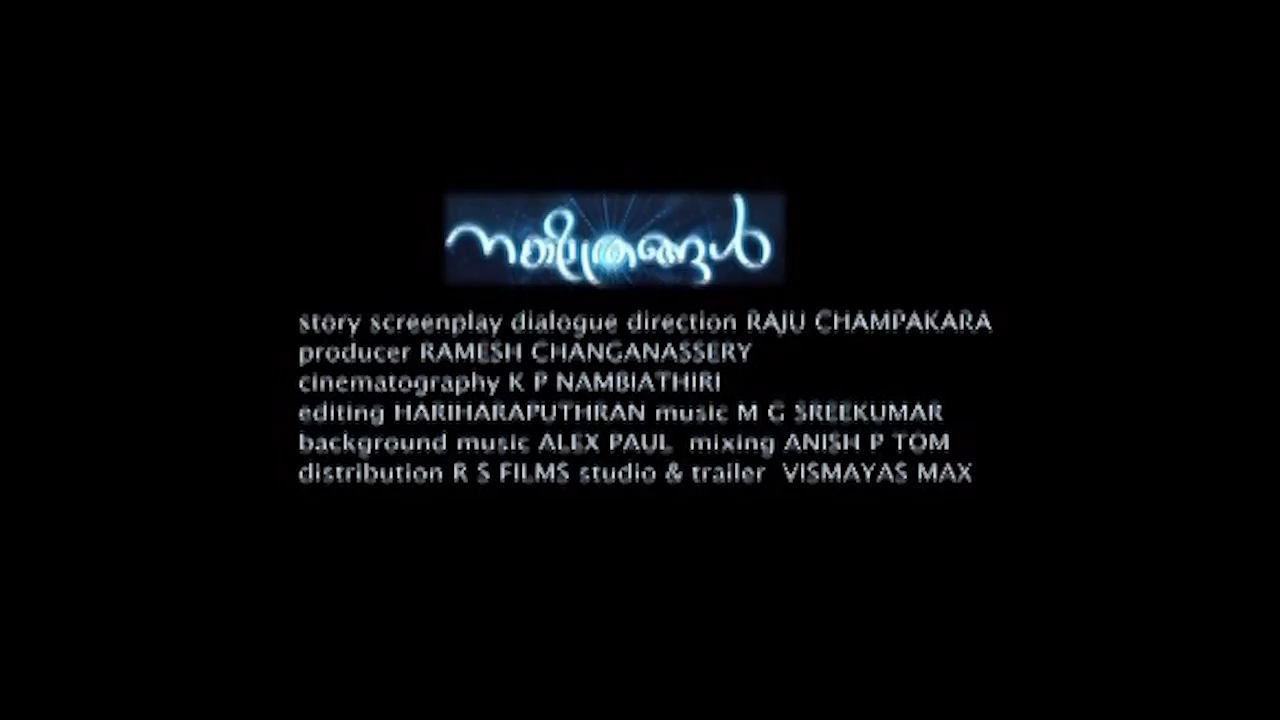 നക്ഷത്രങ്ങൾ
story screenplay dialogue direction RAJU CHAMPAKARA
producer RAMESH CHANGANASSERY
cinematography K P NAMBIATHIRI
editing HARIHARAPUTHRAN music M G SREEKUMAR
background music ALEX PAUL mixing ANISH P TOM
distribution R S FILMS studio & trailer VISMAYAS MAX